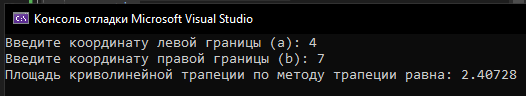 Консоль отладки Microsoft Visual Studio
Введите координату левой границы (a): 4
Введите координату правой границы (b): 7
Площадь криволинейной трапеции по методу трапеции равна: 2.40728